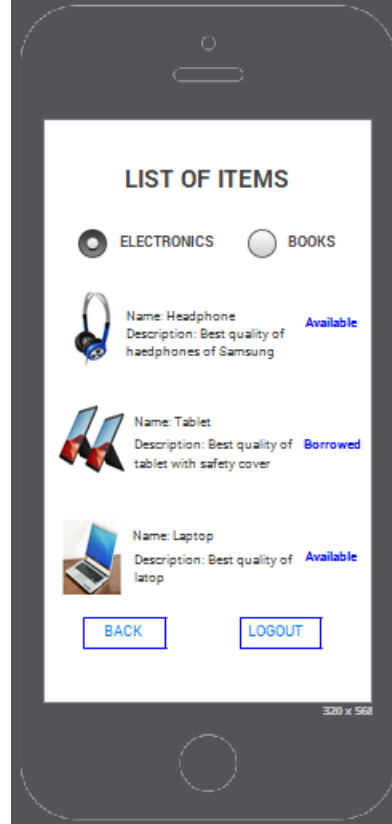 LIST OF ITEMS
ELECTRONICS
BOOKS
Name: Headphone
Available
Description: Best quality of
haedphones of Samsung
Name: Tablet
Description: Best quality of
Borrowed
tablet with safety cover
Name: Laptop
Description: Best quality of
Available
latop
BACK
LOGOUT
320 x 568